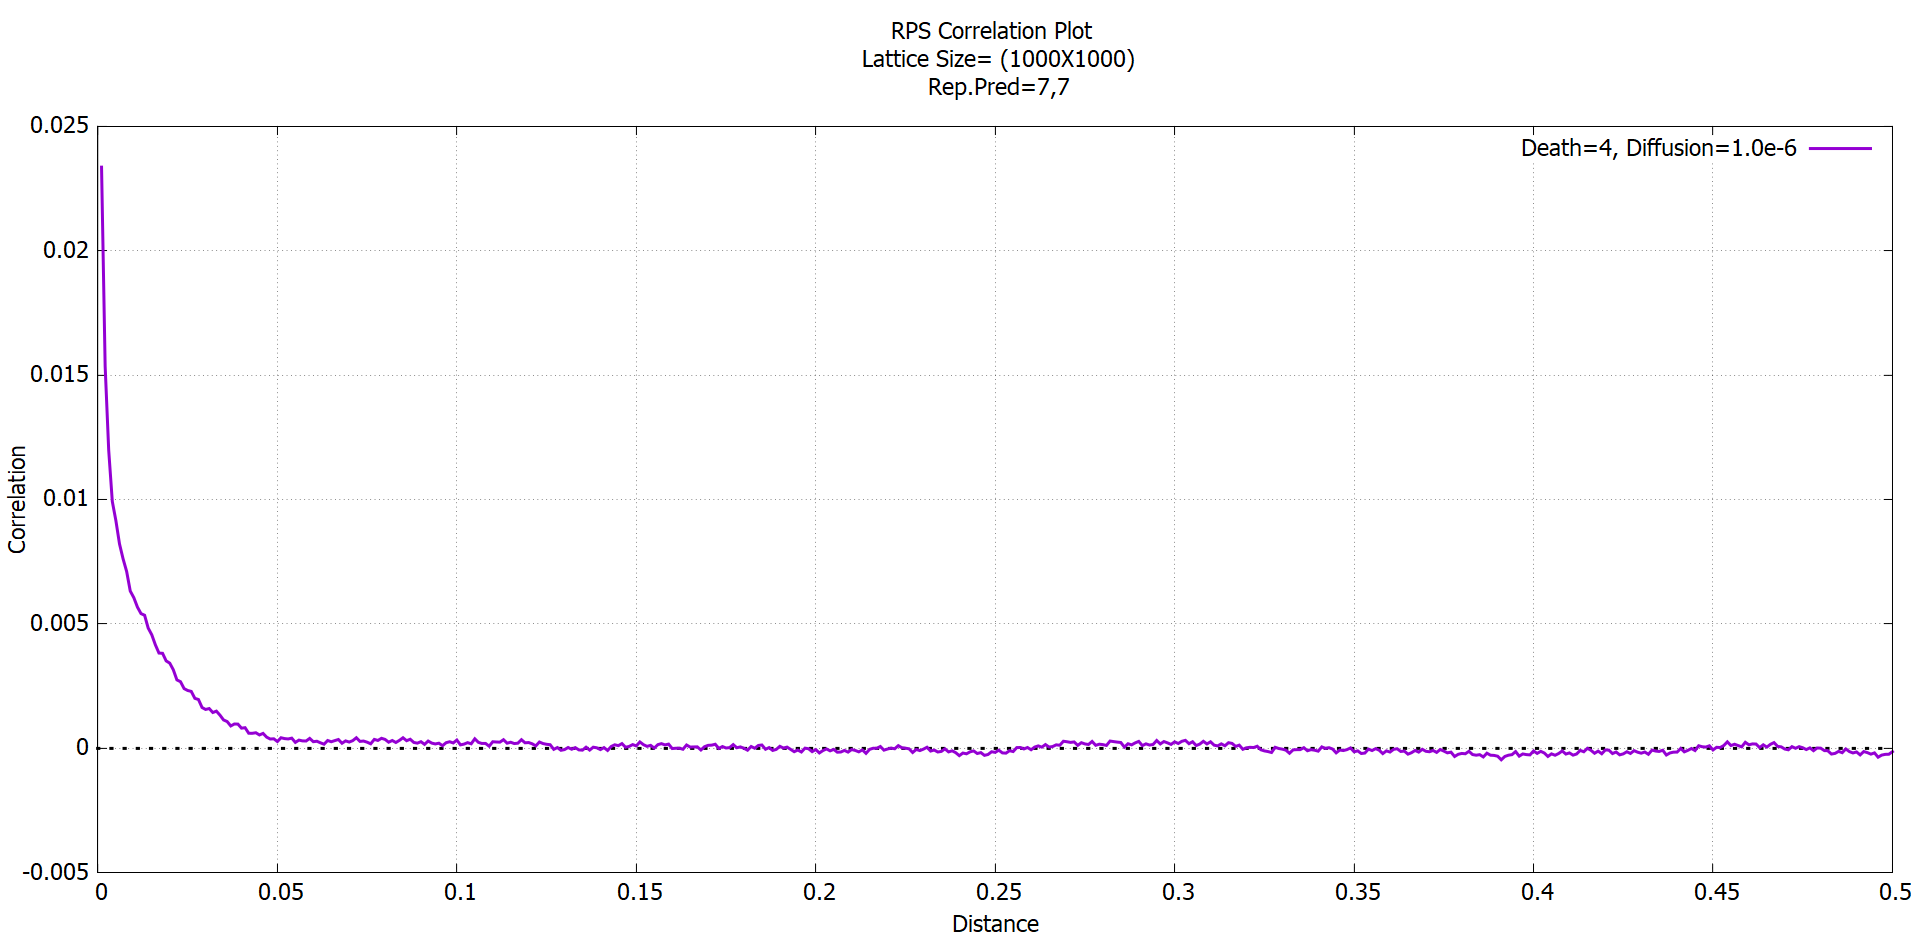 RPS Correlation Plot
Lattice Size= (1000X1000)
Rep.Pred=7,7
Death=4, Diffusion=1.0e-6
0.025
0.02
0.015
0.01
0.005
0
-0.005
Correlation
0 0.05 0.1 0.15 0.2 0.25 0.3 0.35 0.4 0.45 0.5
Distance